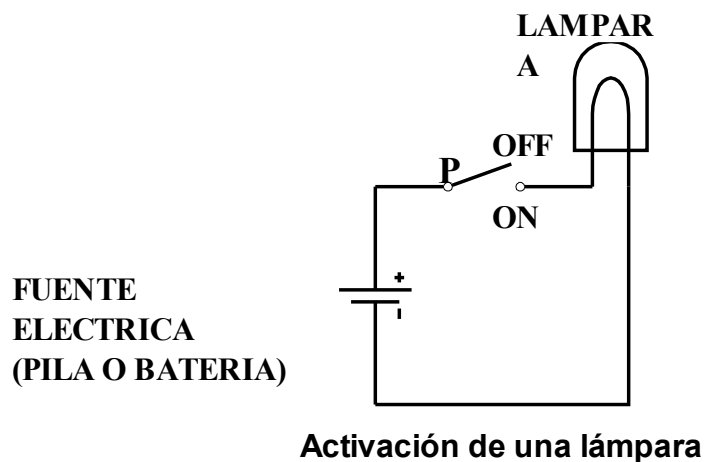 LAMPAR
A
OFF
P
ON
+
-
FUENTE
ELECTRICA
(PILA O BATERIA)
Activación de una lámpara